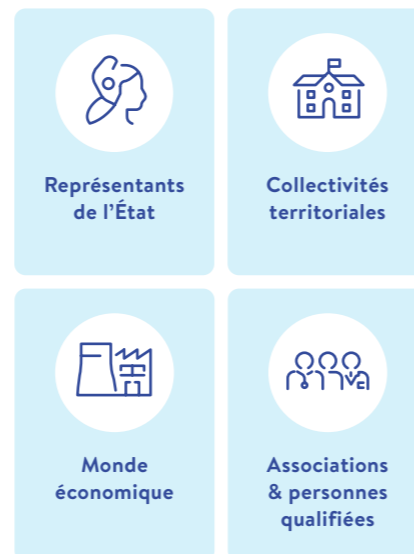 Représentants
de l’État
Collectivités
territoriales
Monde
économique
Associations
& personnes
qualifiées